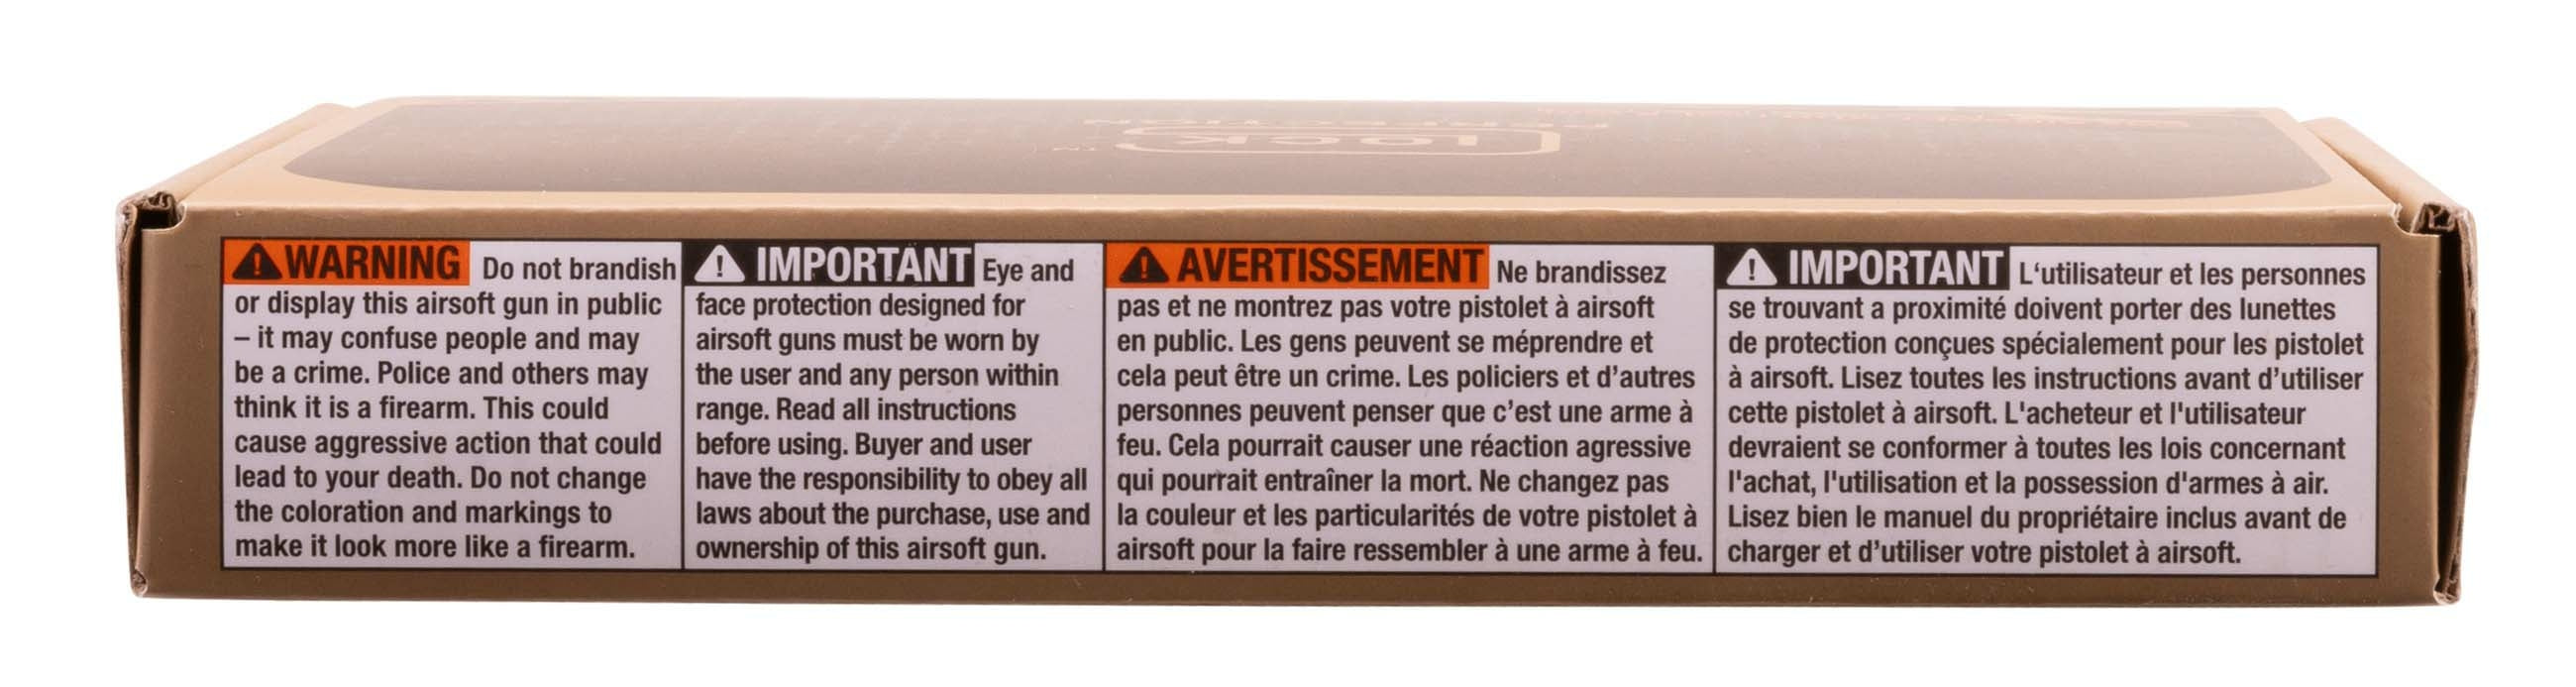 WARNING Do not brandish
or display this airsoft gun in public
– it may confuse people and may
be a crime. Police and others may
think it is a firearm. This could
cause aggressive action that could
lead to your death. Do not change
the coloration and markings to
make it look more like a firearm.
IMPORTANT Eye and
face protection designed for
airsoft guns must be worn by
the user and any person within
range. Read all instructions
before using. Buyer and user
have the responsibility to obey all
laws about the purchase, use and
ownership of this airsoft gun.
AVERTISSEMENT Ne brandissez
pas et ne montrez pas votre pistolet à airsoft
en public. Les gens peuvent se méprendre et
cela peut être un crime. Les policiers et d’autres
personnes peuvent penser que c’est une arme à
feu. Cela pourrait causer une réaction agressive
qui pourrait entraîner la mort. Ne changez pas
la couleur et les particularités de votre pistolet à
airsoft pour la faire ressembler à une arme à feu.
IMPORTANT L‘utilisateur et les personnes
se trouvant a proximité doivent porter des lunettes
de protection conçues spécialement pour les pistolet
à airsoft. Lisez toutes les instructions avant d’utiliser
cette pistolet à airsoft. L'acheteur et l'utilisateur
devraient se conformer à toutes les lois concernant
l'achat, l'utilisation et la possession d'armes à air.
Lisez bien le manuel du propriétaire inclus avant de
charger et d’utiliser votre pistolet à airsoft.